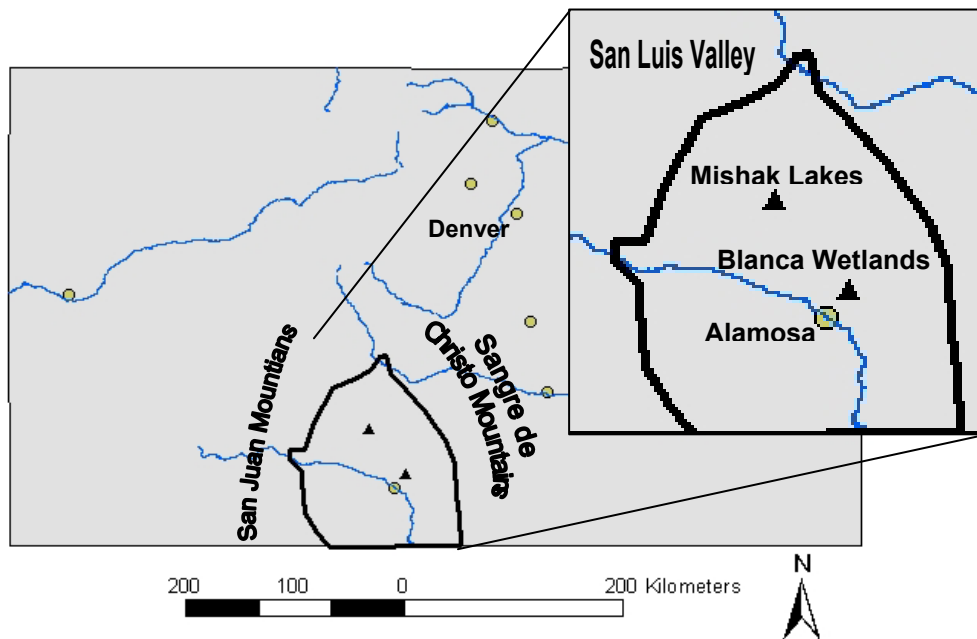 San Luis Valley
Mishak Lakes
Blanca Wetlands
Alamosa
Denver
San Juan Mountians
Sangre de
Christo Mountains
200 100 0 200 Kilometers
N